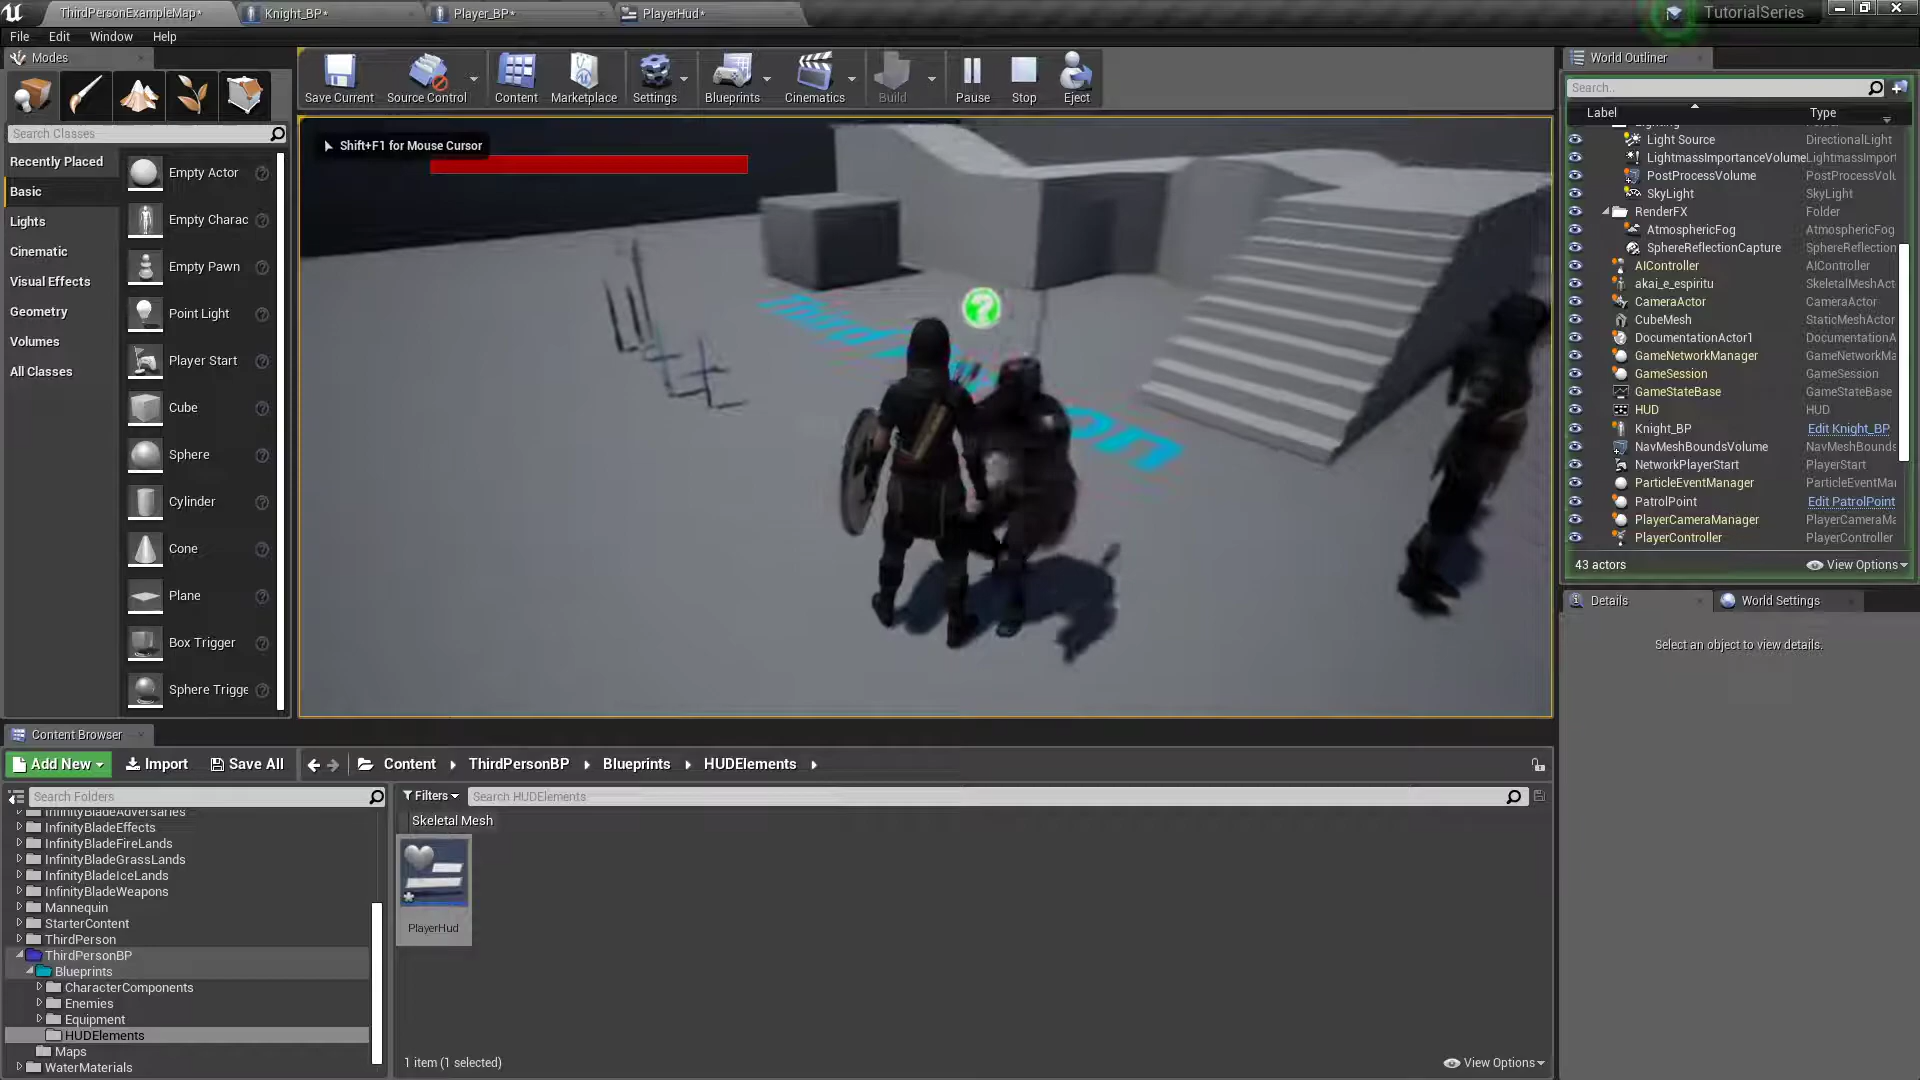 ThirdPersonExampleMap*
Knight_BP*
Player_BP*
PlayerHud*
TutorialSeries
File Edit Window Help
Modes
Save Current
Source Control
Content
Marketplace
Settings
Blueprints
Cinematics
Build
Pause
Stop
Eject
Search Classes
Recently Placed
Basic
Lights
Cinematic
Visual Effects
Geometry
Volumes
All Classes
Empty Actor
Empty Charac
Empty Pawn
Point Light
Player Start
Cube
Sphere
Cylinder
Cone
Plane
Box Trigger
Sphere Trigge
Shift+F1 for Mouse Cursor
World Outliner
Search..
Label Type
Light Source DirectionalLight
LightmassImportanceVolume LightmassImport
PostProcessVolume PostProcessVolu
SkyLight SkyLight
RenderFX Folder
AtmosphericFog AtmosphericFog
SphereReflectionCapture SphereReflection
AIController AIController
akai_e_espiritu SkeletalMeshAct
CameraActor CameraActor
CubeMesh StaticMeshActor
DocumentationActor1 DocumentationA
GameNetworkManager GameNetworkMa
GameSession GameSession
GameStateBase GameStateBase
HUD HUD
Knight_BP Edit Knight_BP
NavMeshBoundsVolume NavMeshBounds
NetworkPlayerStart PlayerStart
ParticleEventManager ParticleEventMa
PatrolPoint Edit PatrolPoint
PlayerCameraManager PlayerCameraMa
PlayerController PlayerController
43 actors
View Options
Details
World Settings
Select an object to view details.
Content Browser
Add New
Import
Save All
Content
ThirdPersonBP
Blueprints
HUDElements
Search Folders
Filters
Search HUDElements
Skeletal Mesh
InfinityBladeAdversaries
InfinityBladeEffects
InfinityBladeFireLands
InfinityBladeGrassLands
InfinityBladeIceLands
InfinityBladeWeapons
Mannequin
StarterContent
ThirdPerson
ThirdPersonBP
Blueprints
CharacterComponents
Enemies
Equipment
HUDElements
Maps
WaterMaterials
PlayerHud
1 item (1 selected)
View Options